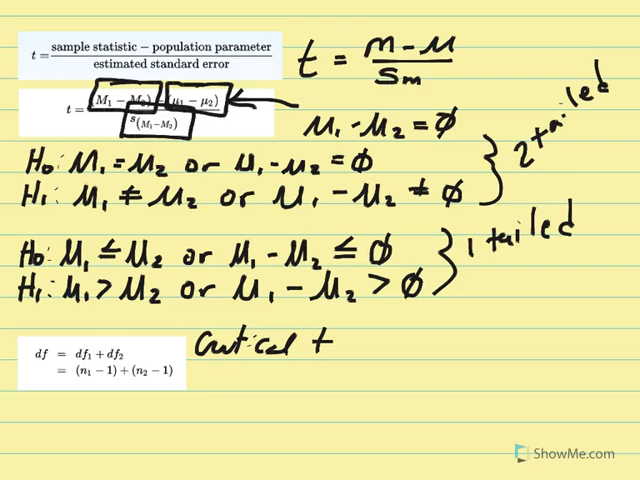 t = sample statistic − population parameter / estimated standard error
t = M − μ / sM
t = (M₁ − M₂) − (μ₁ − μ₂) / s(M₁−M₂)
μ₁ − μ₂ = ∅
H₀: μ₁ = μ₂ or μ₁ − μ₂ = ∅
H₁: μ₁ ≠ μ₂ or μ₁ − μ₂ ≠ ∅
2 tailed
H₀: μ₁ ≤ μ₂ or μ₁ − μ₂ ≤ ∅
H₁: μ₁ > μ₂ or μ₁ − μ₂ > ∅
1 tailed
df = df₁ + df₂
= (n₁ − 1) + (n₂ − 1)
Critical t
ShowMe.com